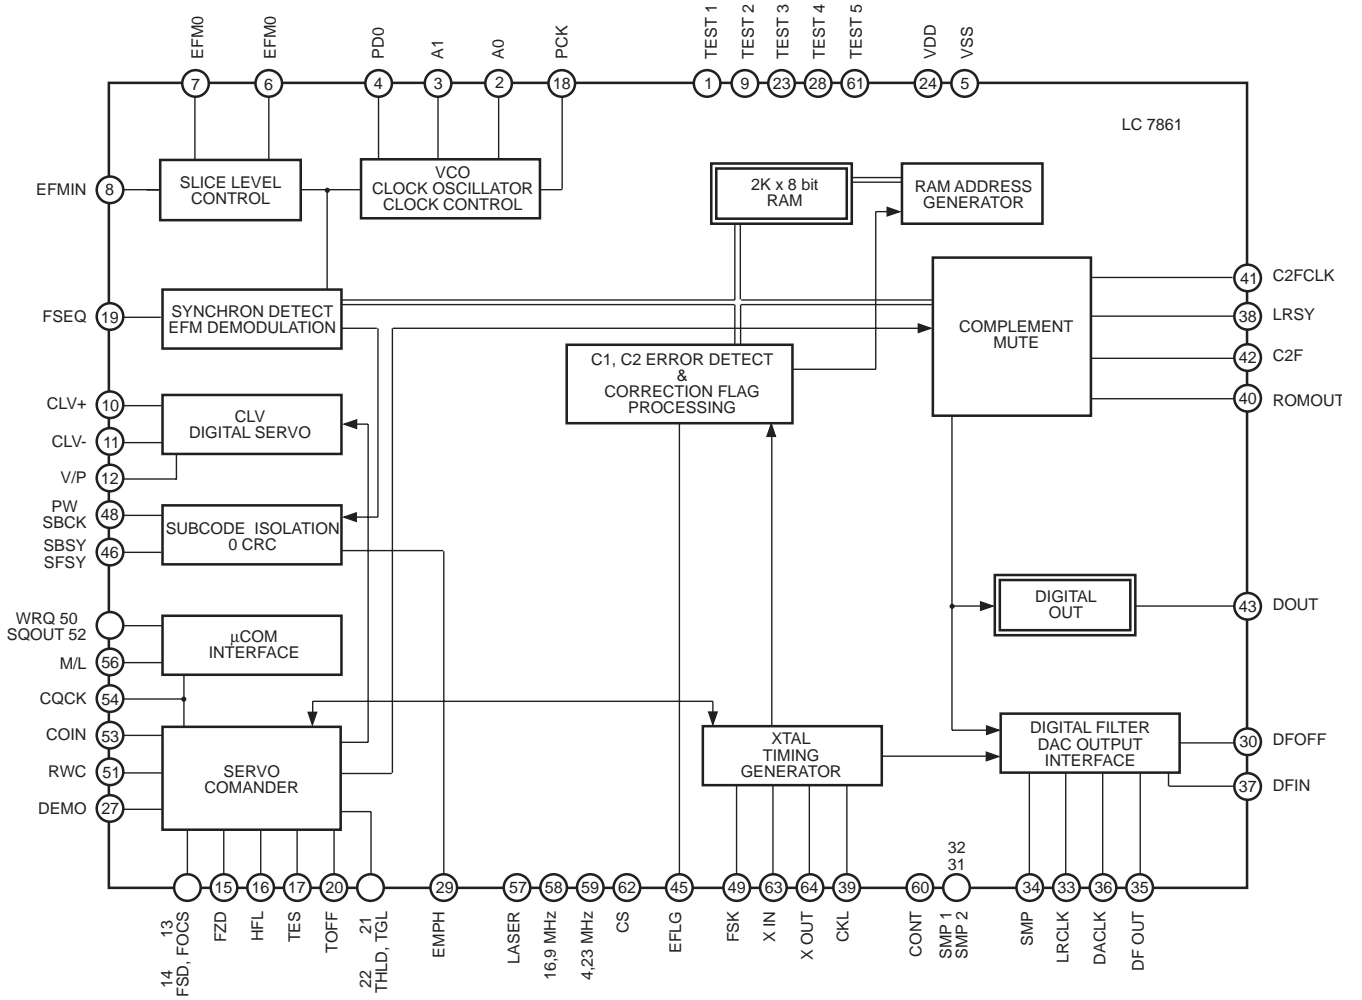 EFM0
EFM0
PD0
A1
A0
PCK
TEST 1
TEST 2
TEST 3
TEST 4
TEST 5
VDD
VSS
7
6
4
3
2
18
1
9
23
28
61
24
5
LC 7861
EFMIN
8
SLICE LEVEL
CONTROL
VCO
CLOCK OSCILLATOR
CLOCK CONTROL
2K x 8 bit
RAM
RAM ADDRESS
GENERATOR
FSEQ
19
SYNCHRON DETECT
EFM DEMODULATION
COMPLEMENT
MUTE
41
C2FCLK
38
LRSY
42
C2F
40
ROMOUT
C1, C2 ERROR DETECT
&
CORRECTION FLAG
PROCESSING
CLV+
10
CLV-
11
V/P
12
CLV
DIGITAL SERVO
PW
SBCK
48
SBSY
SFSY
46
SUBCODE ISOLATION
0 CRC
WRQ 50
SQOUT 52
M/L
56
µCOM
INTERFACE
CQCK
54
COIN
53
RWC
51
DEMO
27
SERVO
COMANDER
XTAL
TIMING
GENERATOR
DIGITAL
OUT
43
DOUT
DIGITAL FILTER
DAC OUTPUT
INTERFACE
30
DFOFF
37
DFIN
15
16
17
20
29
57
58
59
62
45
49
63
64
39
60
32
31
34
33
36
35
14 13
FSD, FOCS
FZD
HFL
TES
TOFF
22 21
THLD, TGL
EMPH
LASER
16,9 MHz
4,23 MHz
CS
EFLG
FSK
X IN
X OUT
CKL
CONT
SMP 1
SMP 2
SMP
LRCLK
DACLK
DF OUT